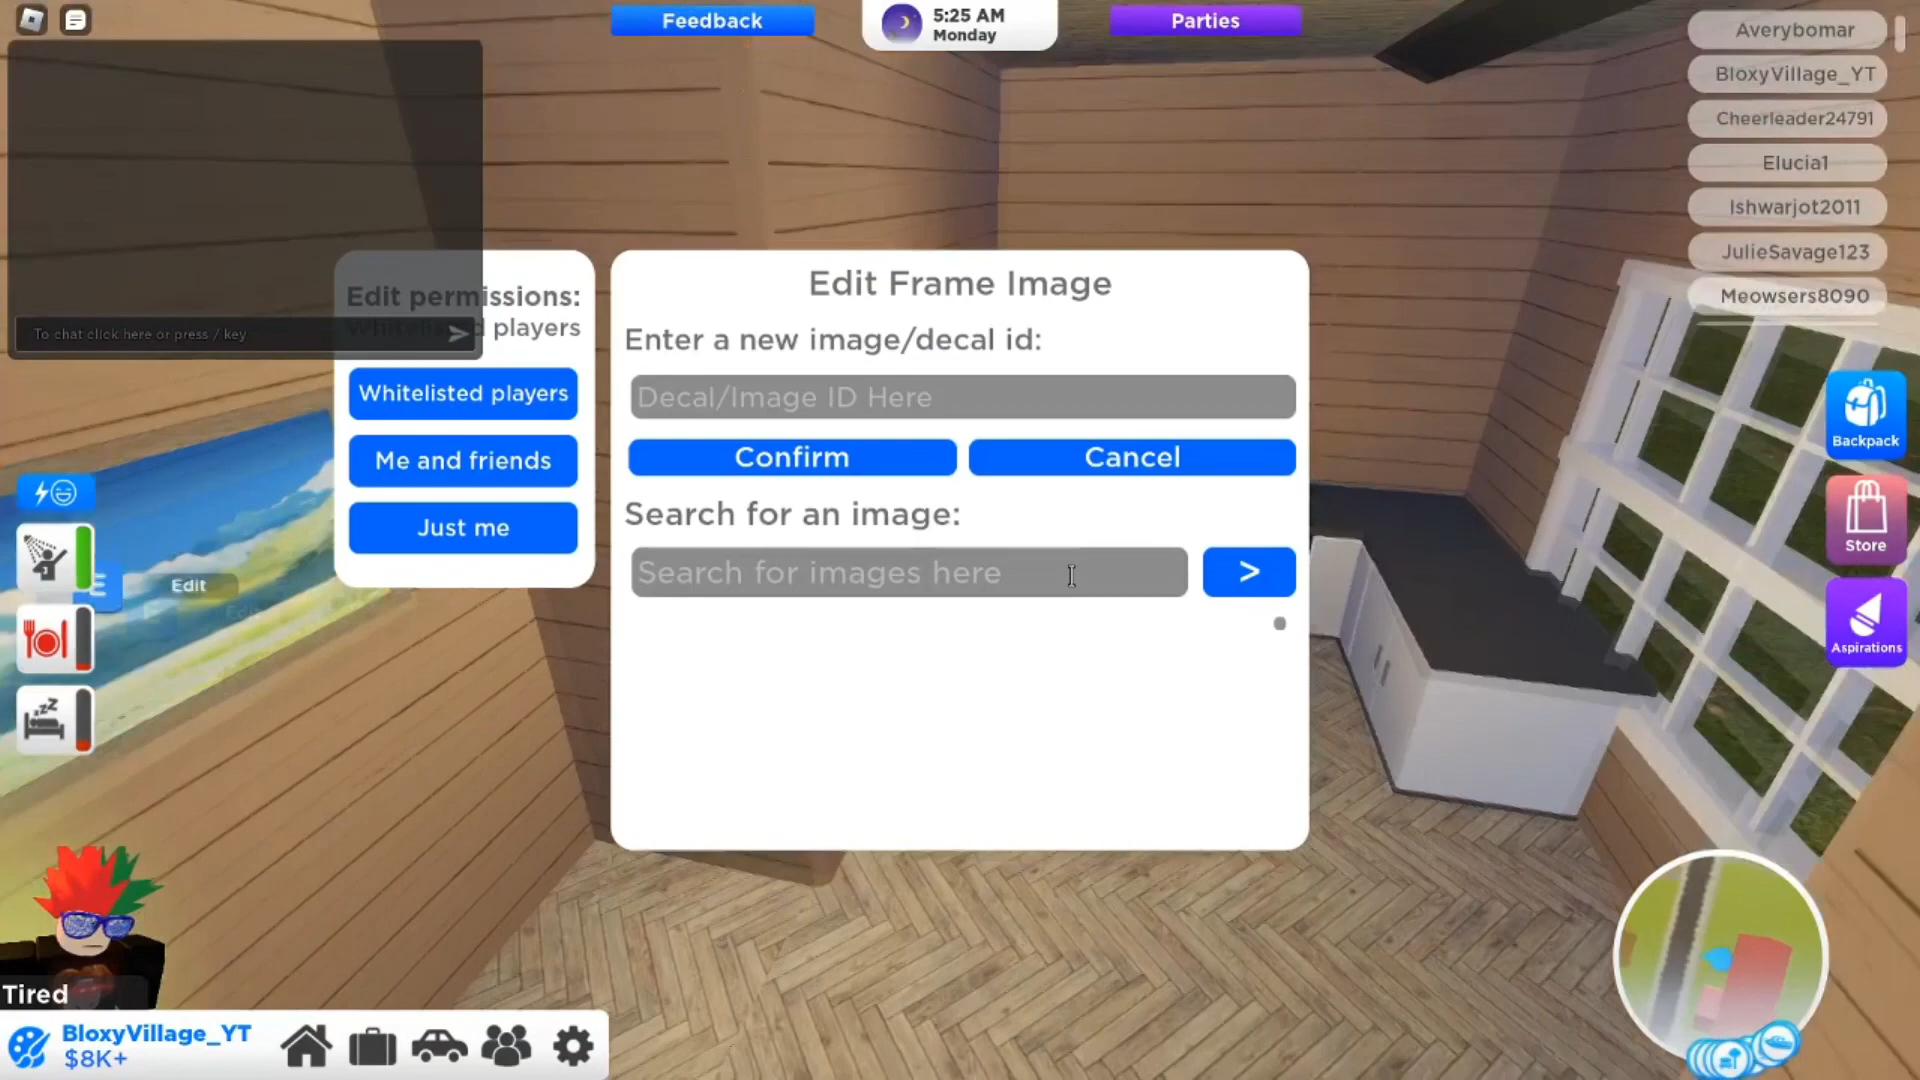 Feedback
5:25 AM
Monday
Parties
Averybomar
BloxyVillage_YT
Cheerleader24791
Elucia1
Ishwarjot2011
JulieSavage123
Meowsers8090
To chat click here or press / key
Edit permissions:
Whitelisted players
Whitelisted players
Me and friends
Just me
Edit Frame Image
Enter a new image/decal id:
Decal/Image ID Here
Confirm
Cancel
Search for an image:
Search for images here
>
Backpack
Store
Aspirations
E
Edit
E
Edit
Tired
BloxyVillage_YT
$8K+